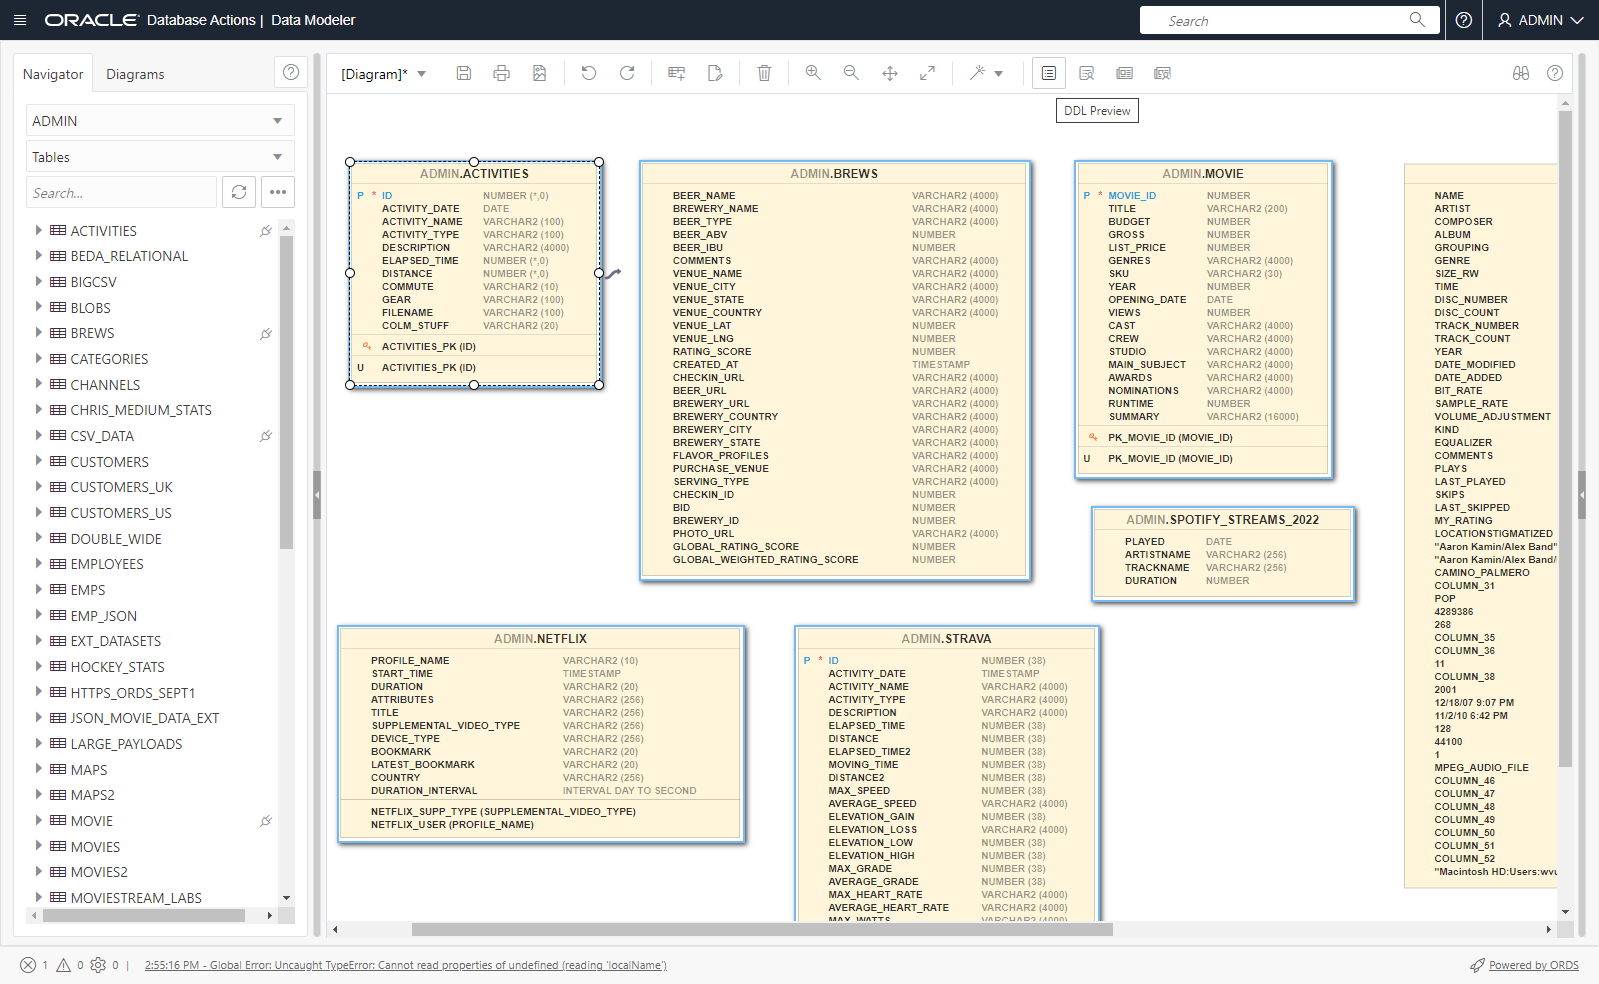 ORACLE Database Actions | Data Modeler
Search
ADMIN
Navigator
Diagrams
[Diagram]*
DDL Preview
ADMIN
Tables
Search...
ACTIVITIES
BEDA_RELATIONAL
BIGCSV
BLOBS
BREWS
CATEGORIES
CHANNELS
CHRIS_MEDIUM_STATS
CSV_DATA
CUSTOMERS
CUSTOMERS_UK
CUSTOMERS_US
DOUBLE_WIDE
EMPLOYEES
EMPS
EMP_JSON
EXT_DATASETS
HOCKEY_STATS
HTTPS_ORDS_SEPT1
JSON_MOVIE_DATA_EXT
LARGE_PAYLOADS
MAPS
MAPS2
MOVIE
MOVIES
MOVIES2
MOVIESTREAM_LABS
ADMIN.ACTIVITIES
P * ID NUMBER (*,0)
ACTIVITY_DATE DATE
ACTIVITY_NAME VARCHAR2 (100)
ACTIVITY_TYPE VARCHAR2 (100)
DESCRIPTION VARCHAR2 (4000)
ELAPSED_TIME NUMBER (*,0)
DISTANCE NUMBER (*,0)
COMMUTE VARCHAR2 (10)
GEAR VARCHAR2 (100)
FILENAME VARCHAR2 (100)
COLM_STUFF VARCHAR2 (20)
ACTIVITIES_PK (ID)
U ACTIVITIES_PK (ID)
ADMIN.BREWS
BEER_NAME VARCHAR2 (4000)
BREWERY_NAME VARCHAR2 (4000)
BEER_TYPE VARCHAR2 (4000)
BEER_ABV NUMBER
BEER_IBU NUMBER
COMMENTS VARCHAR2 (4000)
VENUE_NAME VARCHAR2 (4000)
VENUE_CITY VARCHAR2 (4000)
VENUE_STATE VARCHAR2 (4000)
VENUE_COUNTRY VARCHAR2 (4000)
VENUE_LAT NUMBER
VENUE_LNG NUMBER
RATING_SCORE NUMBER
CREATED_AT TIMESTAMP
CHECKIN_URL VARCHAR2 (4000)
BEER_URL VARCHAR2 (4000)
BREWERY_URL VARCHAR2 (4000)
BREWERY_COUNTRY VARCHAR2 (4000)
BREWERY_CITY VARCHAR2 (4000)
BREWERY_STATE VARCHAR2 (4000)
FLAVOR_PROFILES VARCHAR2 (4000)
PURCHASE_VENUE VARCHAR2 (4000)
SERVING_TYPE VARCHAR2 (4000)
CHECKIN_ID NUMBER
BID NUMBER
BREWERY_ID NUMBER
PHOTO_URL VARCHAR2 (4000)
GLOBAL_RATING_SCORE NUMBER
GLOBAL_WEIGHTED_RATING_SCORE NUMBER
ADMIN.MOVIE
P * MOVIE_ID NUMBER
TITLE VARCHAR2 (200)
BUDGET NUMBER
GROSS NUMBER
LIST_PRICE NUMBER
GENRES VARCHAR2 (4000)
SKU VARCHAR2 (30)
YEAR NUMBER
OPENING_DATE DATE
VIEWS NUMBER
CAST VARCHAR2 (4000)
CREW VARCHAR2 (4000)
STUDIO VARCHAR2 (4000)
MAIN_SUBJECT VARCHAR2 (4000)
AWARDS VARCHAR2 (4000)
NOMINATIONS VARCHAR2 (4000)
RUNTIME NUMBER
SUMMARY VARCHAR2 (16000)
PK_MOVIE_ID (MOVIE_ID)
U PK_MOVIE_ID (MOVIE_ID)
ADMIN.SPOTIFY_STREAMS_2022
PLAYED DATE
ARTISTNAME VARCHAR2 (256)
TRACKNAME VARCHAR2 (256)
DURATION NUMBER
NAME
ARTIST
COMPOSER
ALBUM
GROUPING
GENRE
SIZE_RW
TIME
DISC_NUMBER
DISC_COUNT
TRACK_NUMBER
TRACK_COUNT
YEAR
DATE_MODIFIED
DATE_ADDED
BIT_RATE
SAMPLE_RATE
VOLUME_ADJUSTMENT
KIND
EQUALIZER
COMMENTS
PLAYS
LAST_PLAYED
SKIPS
LAST_SKIPPED
MY_RATING
LOCATIONSTIGMATIZED
"Aaron Kamin/Alex Band"
"Aaron Kamin/Alex Band/
CAMINO_PALMERO
COLUMN_31
POP
4289386
268
COLUMN_35
COLUMN_36
11
COLUMN_38
2001
12/18/07 9:07 PM
11/2/10 6:42 PM
128
44100
1
MPEG_AUDIO_FILE
COLUMN_46
COLUMN_47
COLUMN_48
COLUMN_49
COLUMN_50
COLUMN_51
COLUMN_52
"Macintosh HD:Users:wvu
ADMIN.NETFLIX
PROFILE_NAME VARCHAR2 (10)
START_TIME TIMESTAMP
DURATION VARCHAR2 (20)
ATTRIBUTES VARCHAR2 (256)
TITLE VARCHAR2 (256)
SUPPLEMENTAL_VIDEO_TYPE VARCHAR2 (256)
DEVICE_TYPE VARCHAR2 (256)
BOOKMARK VARCHAR2 (20)
LATEST_BOOKMARK VARCHAR2 (20)
COUNTRY VARCHAR2 (256)
DURATION_INTERVAL INTERVAL DAY TO SECOND
NETFLIX_SUPP_TYPE (SUPPLEMENTAL_VIDEO_TYPE)
NETFLIX_USER (PROFILE_NAME)
ADMIN.STRAVA
P * ID NUMBER (38)
ACTIVITY_DATE TIMESTAMP
ACTIVITY_NAME VARCHAR2 (4000)
ACTIVITY_TYPE VARCHAR2 (4000)
DESCRIPTION VARCHAR2 (4000)
ELAPSED_TIME NUMBER (38)
DISTANCE NUMBER (38)
ELAPSED_TIME2 NUMBER (38)
MOVING_TIME NUMBER (38)
DISTANCE2 NUMBER (38)
MAX_SPEED NUMBER (38)
AVERAGE_SPEED VARCHAR2 (4000)
ELEVATION_GAIN NUMBER (38)
ELEVATION_LOSS VARCHAR2 (4000)
ELEVATION_LOW NUMBER (38)
ELEVATION_HIGH NUMBER (38)
MAX_GRADE NUMBER (38)
AVERAGE_GRADE NUMBER (38)
MAX_HEART_RATE VARCHAR2 (4000)
AVERAGE_HEART_RATE VARCHAR2 (4000)
MAX_WATTS VARCHAR2 (4000)
1 0 0 | 2:55:16 PM - Global Error: Uncaught TypeError: Cannot read properties of undefined (reading 'localName')
Powered by ORDS